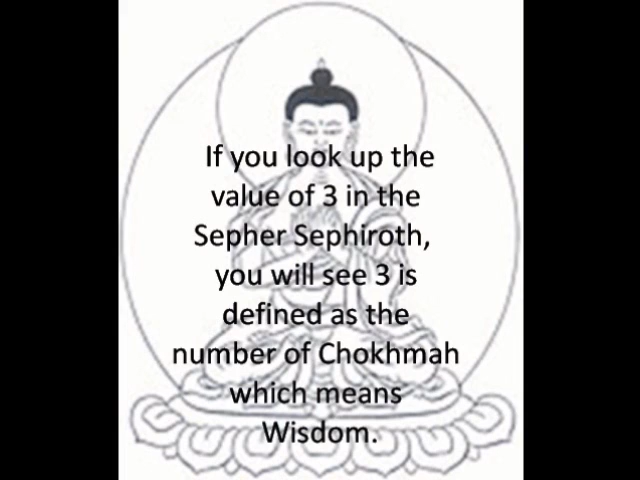 If you look up the
value of 3 in the
Sepher Sephiroth,
you will see 3 is
defined as the
number of Chokhmah
which means
Wisdom.